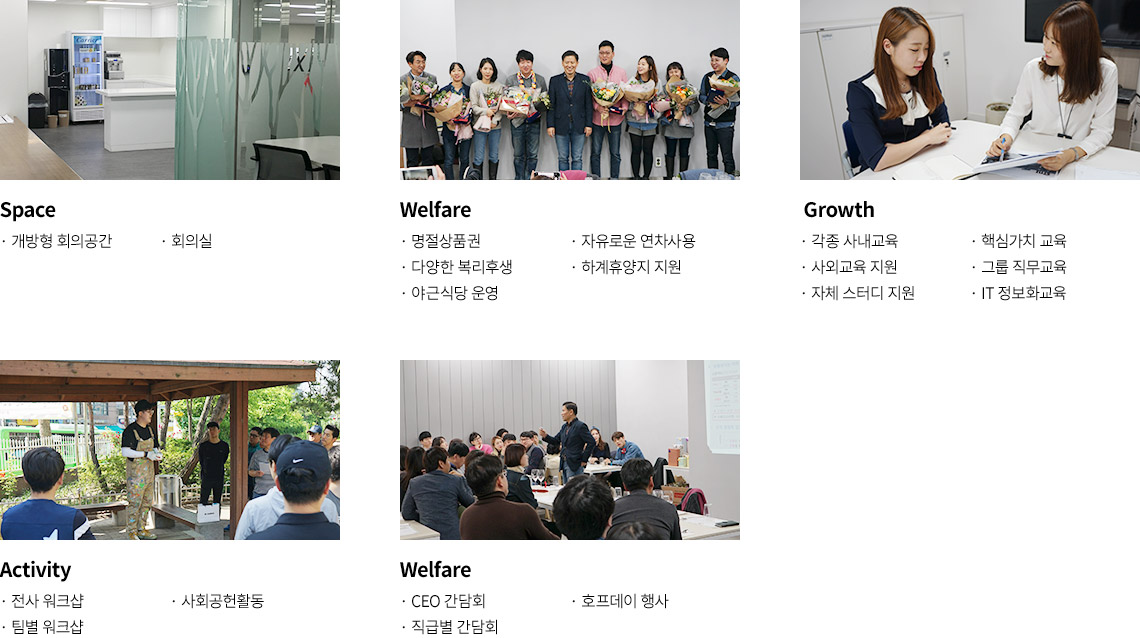 Space
· 개방형 회의공간
· 회의실
Welfare
· 명절상품권
· 자유로운 연차사용
· 다양한 복리후생
· 하계휴양지 지원
· 야근식당 운영
Growth
· 각종 사내교육
· 핵심가치 교육
· 사외교육 지원
· 그룹 직무교육
· 자체 스터디 지원
· IT 정보화교육
Activity
· 전사 워크샵
· 사회공헌활동
· 팀별 워크샵
Welfare
· CEO 간담회
· 호프데이 행사
· 직급별 간담회